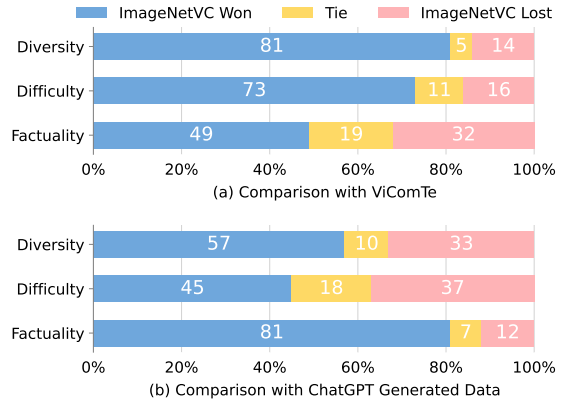 ImageNetVC Won Tie ImageNetVC Lost
Diversity 81 5 14
Difficulty 73 11 16
Factuality 49 19 32
0% 20% 40% 60% 80% 100%
(a) Comparison with ViComTe
Diversity 57 10 33
Difficulty 45 18 37
Factuality 81 7 12
0% 20% 40% 60% 80% 100%
(b) Comparison with ChatGPT Generated Data